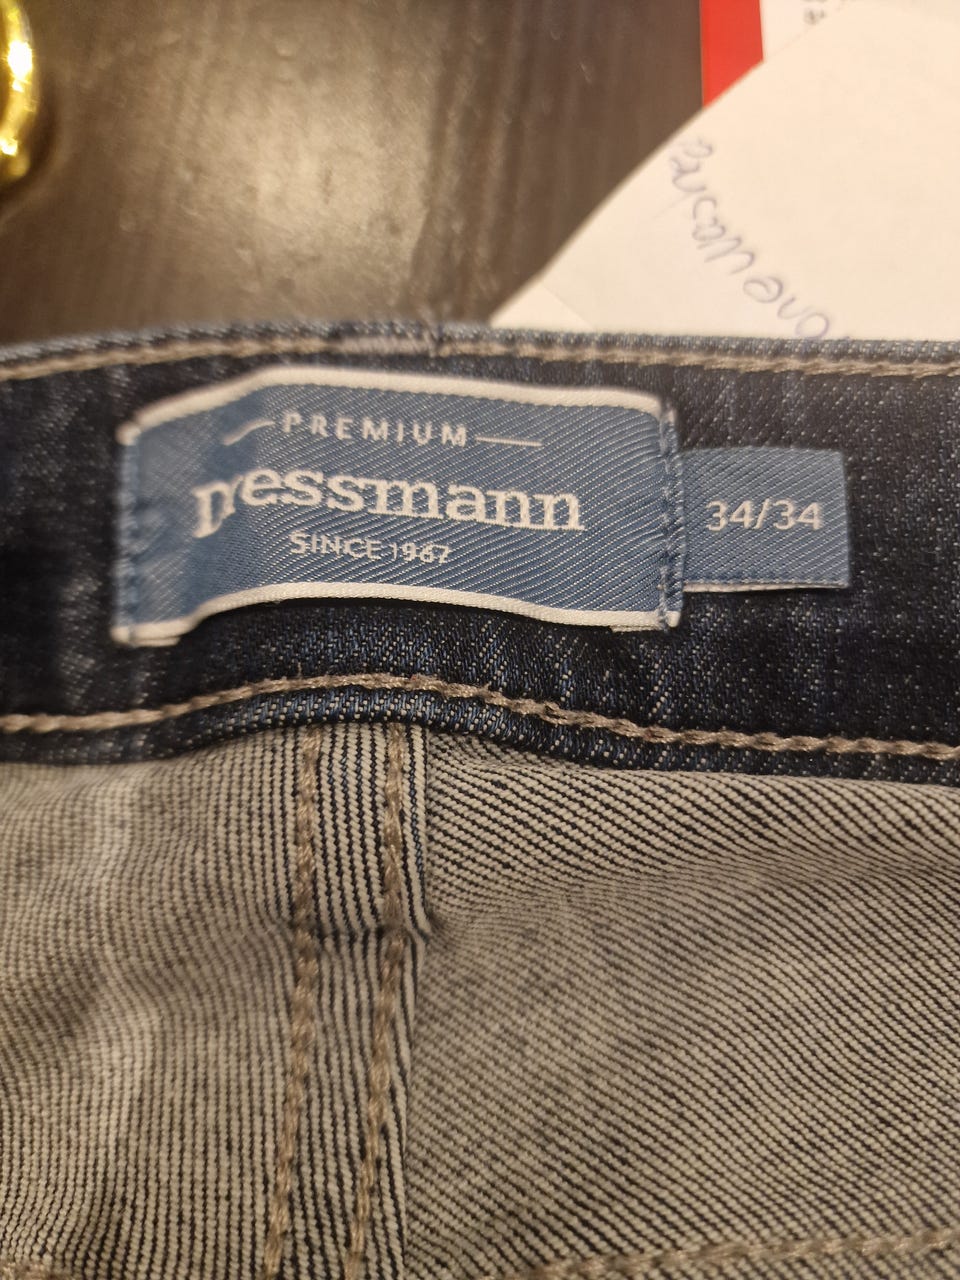 PREMIUM
dressmann
SINCE 1967
34/34